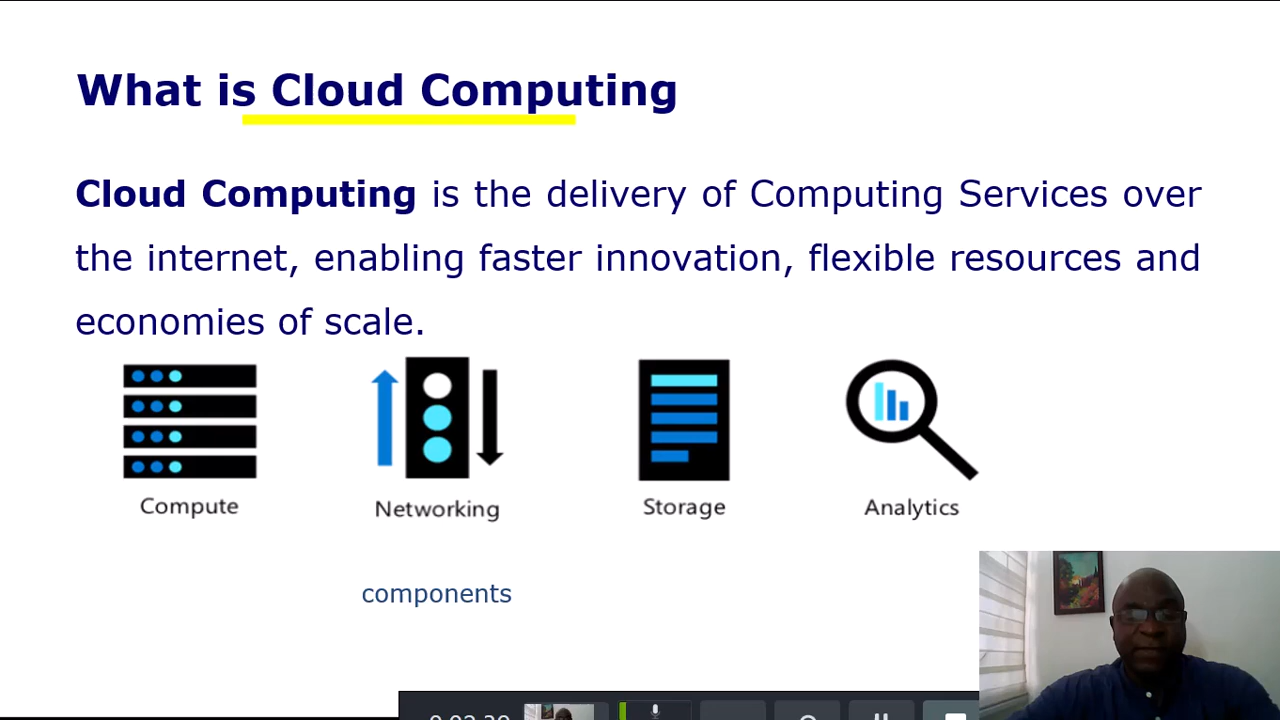 What is Cloud Computing
Cloud Computing is the delivery of Computing Services over
the internet, enabling faster innovation, flexible resources and
economies of scale.
Compute
Networking
Storage
Analytics
components